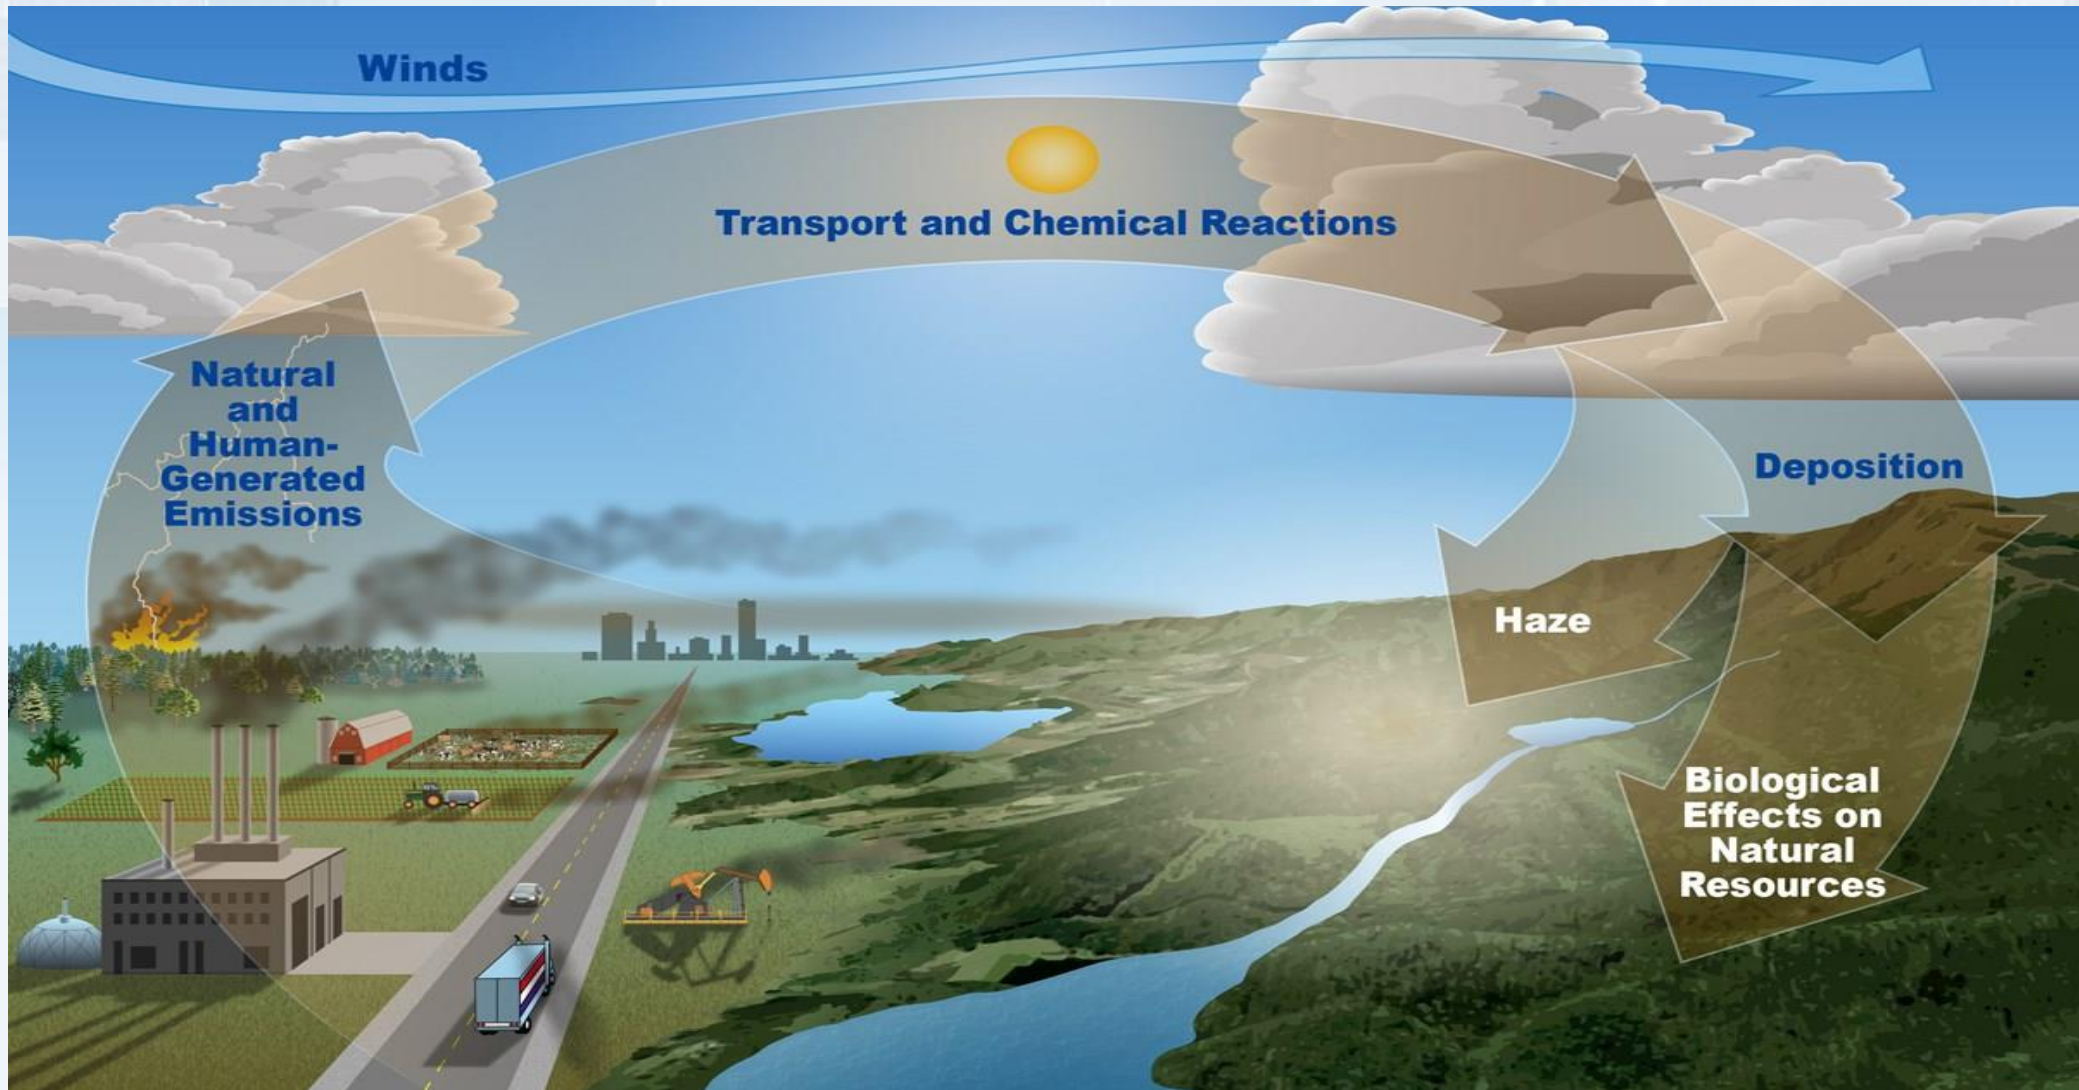 Winds
Transport and Chemical Reactions
Natural
and
Human-
Generated
Emissions
Deposition
Haze
Biological
Effects on
Natural
Resources